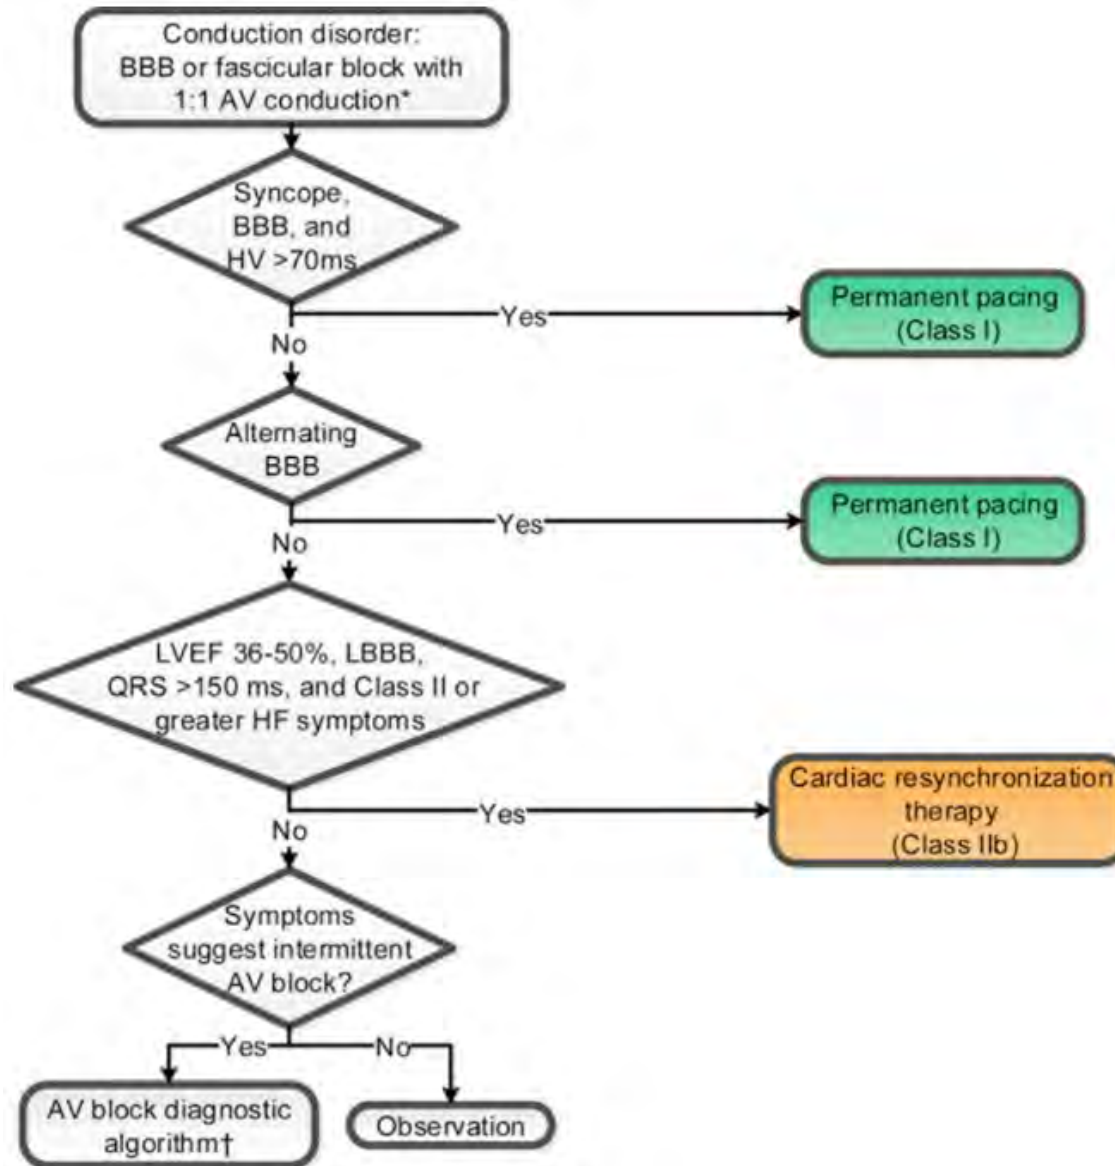 Conduction disorder:
BBB or fascicular block with
1:1 AV conduction*
Syncope,
BBB, and
HV >70ms
Yes
Permanent pacing
(Class I)
No
Alternating
BBB
Yes
Permanent pacing
(Class I)
No
LVEF 36-50%, LBBB,
QRS >150 ms, and Class II or
greater HF symptoms
Yes
Cardiac resynchronization
therapy
(Class IIb)
No
Symptoms
suggest intermittent
AV block?
Yes
No
AV block diagnostic
algorithm†
Observation